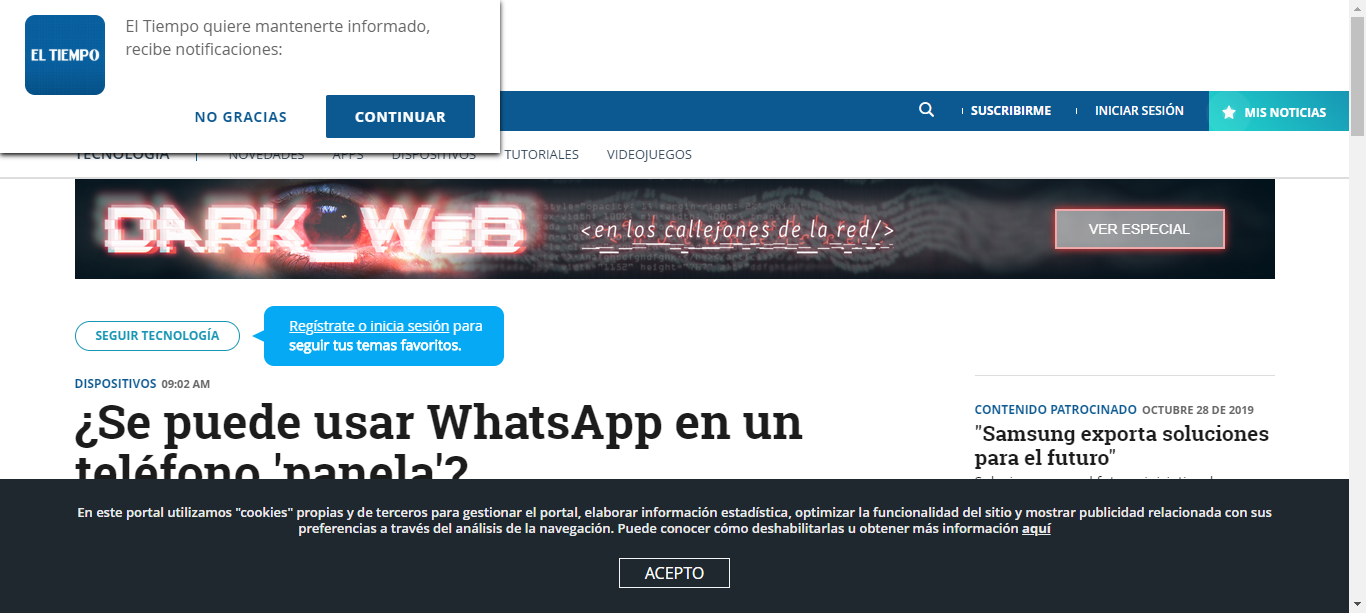 EL TIEMPO
El Tiempo quiere mantenerte informado,
recibe notificaciones:
NO GRACIAS
CONTINUAR
SUSCRIBIRME
INICIAR SESIÓN
MIS NOTICIAS
TECNOLOGÍA
NOVEDADES
APPS
DISPOSITIVOS
TUTORIALES
VIDEOJUEGOS
DARK WEB
<en los callejones de la red/>
VER ESPECIAL
SEGUIR TECNOLOGÍA
Regístrate o inicia sesión para
seguir tus temas favoritos.
DISPOSITIVOS 09:02 AM
¿Se puede usar WhatsApp en un
teléfono 'panela'?
CONTENIDO PATROCINADO OCTUBRE 28 DE 2019
"Samsung exporta soluciones
para el futuro"
En este portal utilizamos "cookies" propias y de terceros para gestionar el portal, elaborar información estadística, optimizar la funcionalidad del sitio y mostrar publicidad relacionada con sus
preferencias a través del análisis de la navegación. Puede conocer cómo deshabilitarlas u obtener más información aquí
ACEPTO